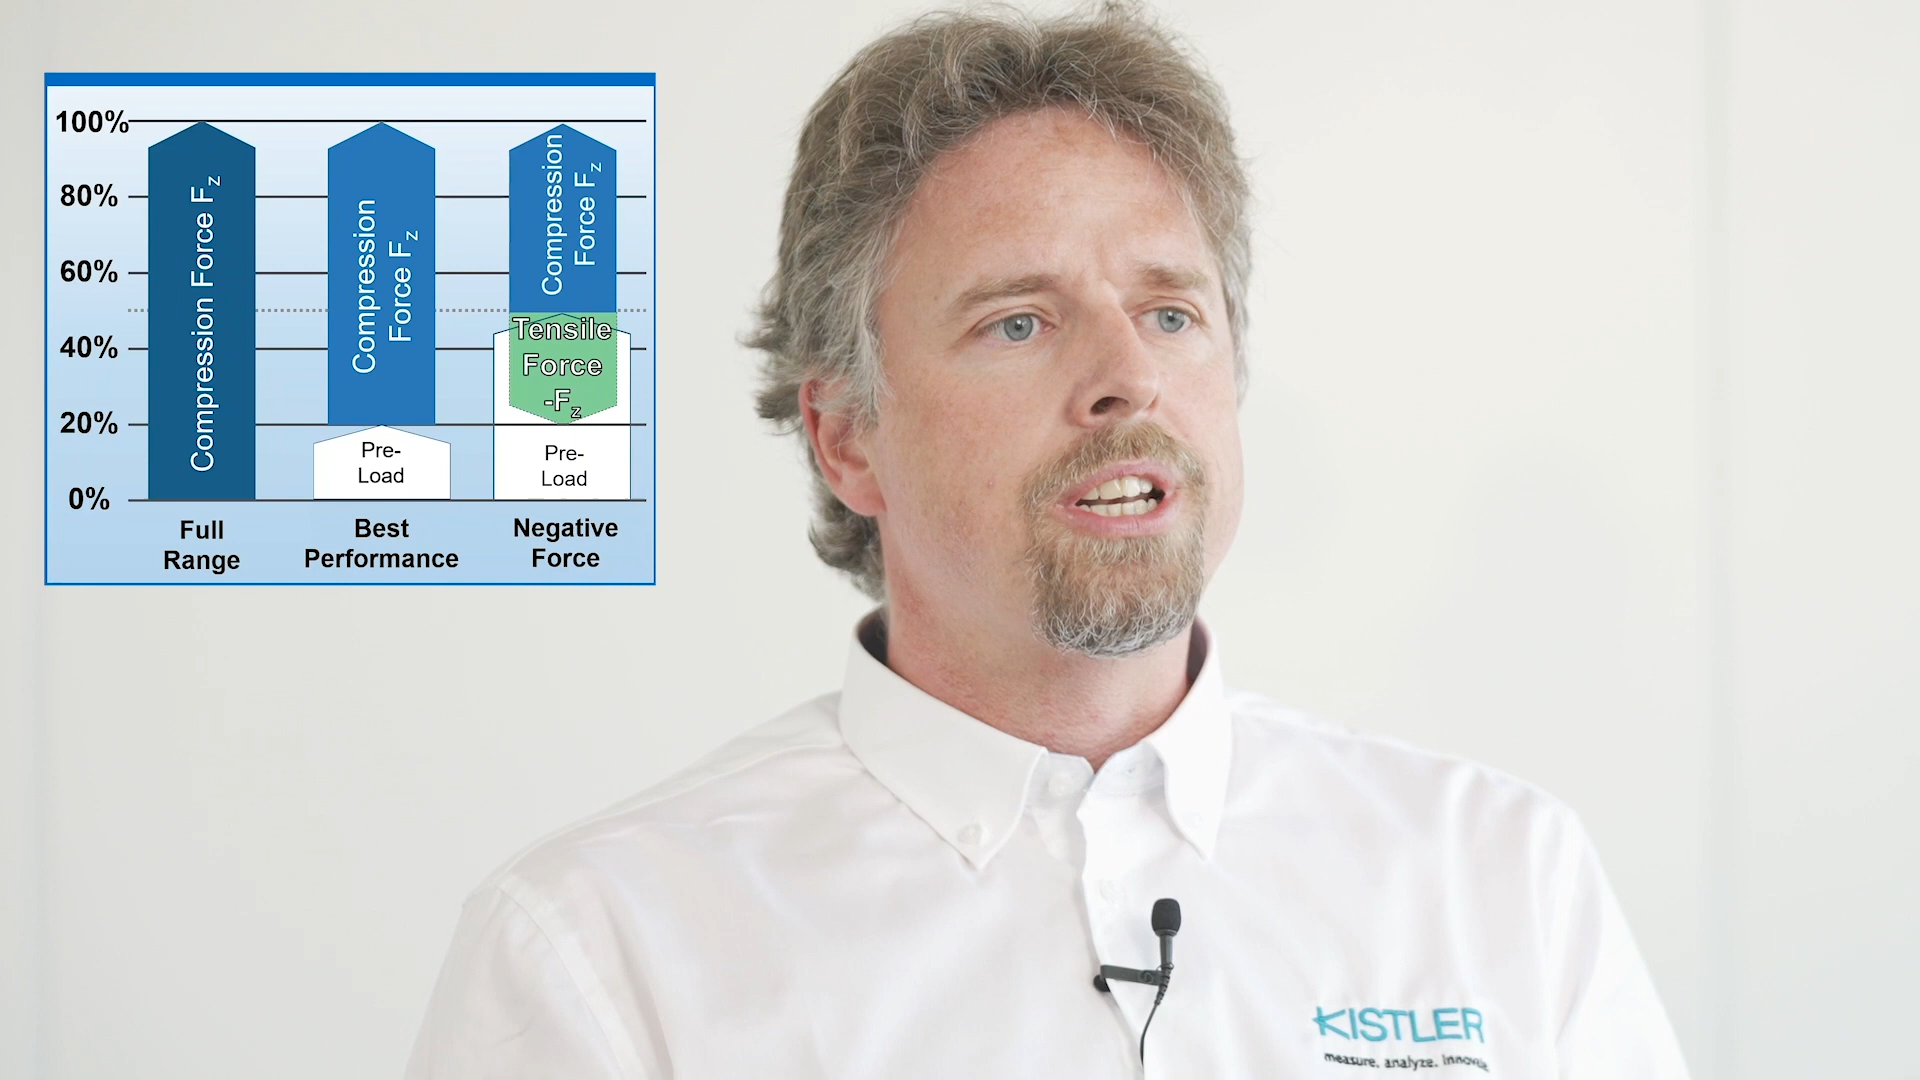 100%
80%
60%
40%
20%
0%
Compression Force Fz
Compression
Force Fz
Pre-
Load
Compression
Force Fz
Tensile
Force
-Fz
Pre-
Load
Full
Range
Best
Performance
Negative
Force
KISTLER
measure. analyze. innovate.